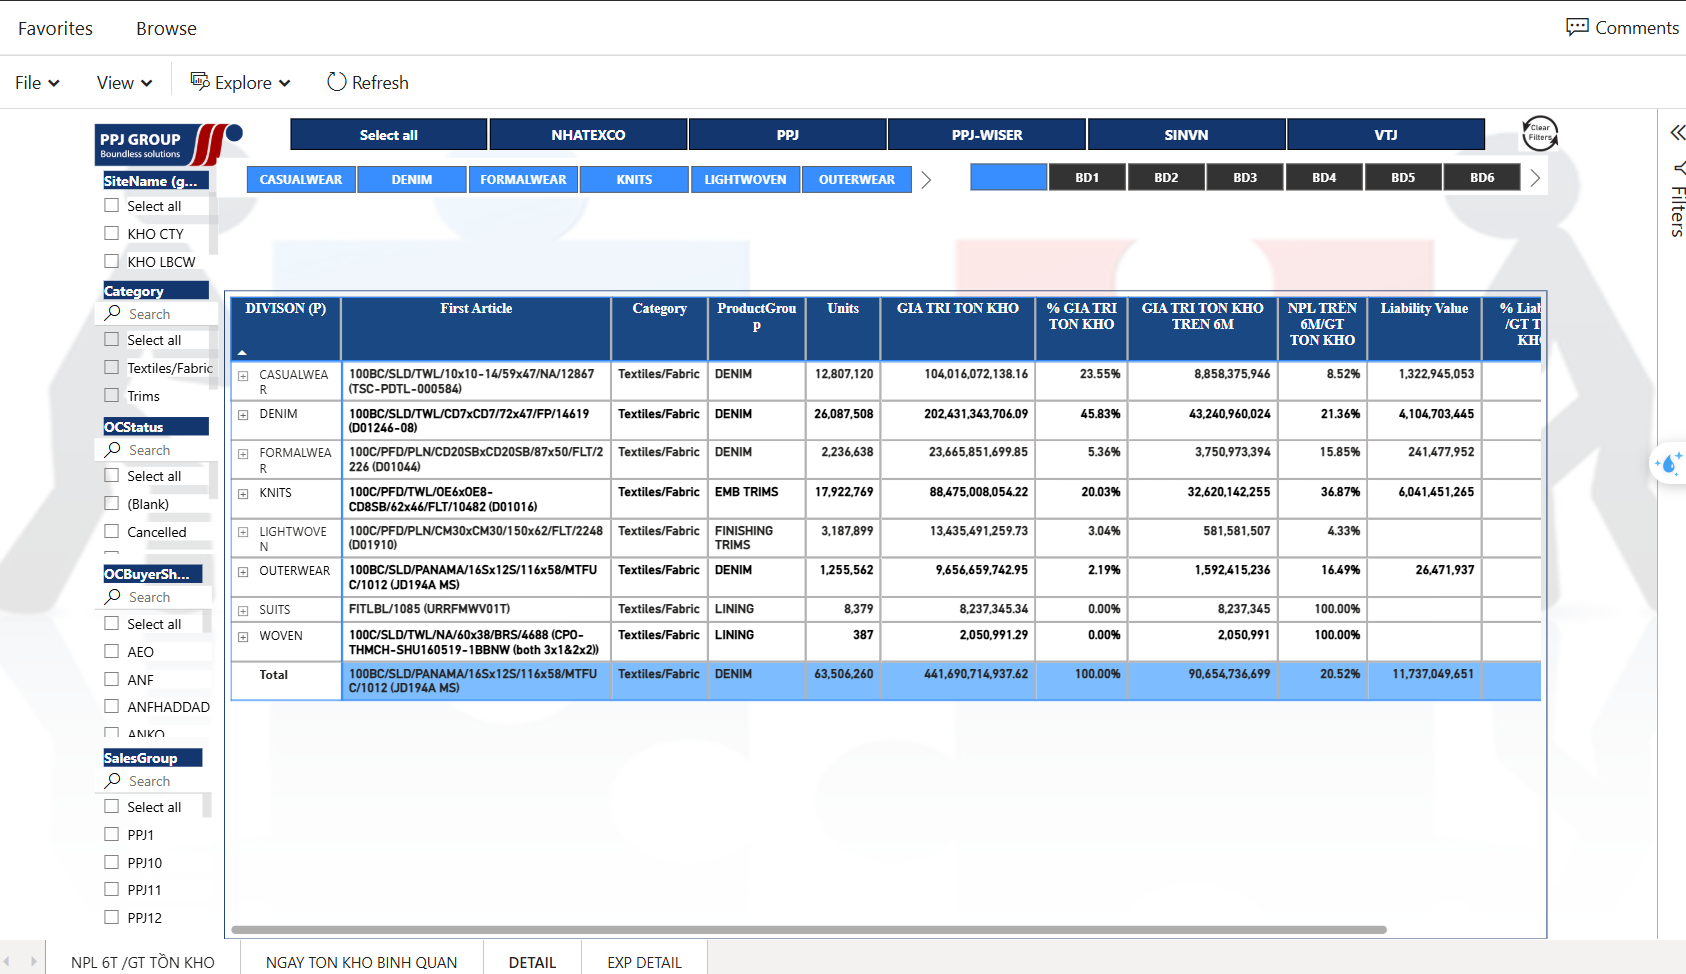 Favorites Browse Comments
File View Explore Refresh
PPJ GROUP
Boundless solutions
Select all NHATEXCO PPJ PPJ-WISER SINVN VTJ
Clear
Filters
CASUALWEAR DENIM FORMALWEAR KNITS LIGHTWOVEN OUTERWEAR
BD1 BD2 BD3 BD4 BD5 BD6
Filters
SiteName (g...
Select all
KHO CTY
KHO LBCW
Category
Search
Select all
Textiles/Fabric
Trims
OCStatus
Search
Select all
(Blank)
Cancelled
OCBuyerSh...
Search
Select all
AEO
ANF
ANFHADDAD
ANKO
SalesGroup
Search
Select all
PPJ1
PPJ10
PPJ11
PPJ12
DIVISON (P) First Article Category ProductGrou GIA TRI TON KHO % GIA TRI GIA TRI TON KHO NPL TRÊN Liability Value
p Units TON KHO TREN 6M 6M/GT /GT
TON KHO
CASUALWEA 100BC/SLD/TWL/10x10-14/59x47/NA/12867 Textiles/Fabric DENIM 12,807,120 104,016,072,138.16 23.55% 8,858,375,946 8.52% 1,322,945,053
R (TSC-PDTL-000584)
DENIM 100BC/SLD/TWL/CD7xCD7/72x47/FP/14619 Textiles/Fabric DENIM 26,087,508 202,431,343,706.09 45.83% 43,240,960,024 21.36% 4,104,703,445
(D01246-08)
FORMALWEA 100C/PFD/PLN/CD20SBxCD20SB/87x50/FLT/2 Textiles/Fabric DENIM 2,236,638 23,665,851,699.85 5.36% 3,750,973,394 15.85% 241,477,952
R 226 (D01044)
KNITS 100C/PFD/TWL/OE6xOE8- Textiles/Fabric EMB TRIMS 17,922,769 88,475,008,054.22 20.03% 32,620,142,255 36.87% 6,041,451,265
CD8SB/62x46/FLT/10482 (D01016)
LIGHTWOVE 100C/PFD/PLN/CM30xCM30/150x62/FLT/2248 Textiles/Fabric FINISHING 3,187,899 13,435,491,259.73 3.04% 581,581,507 4.33%
N (D01910) TRIMS
OUTERWEAR 100BC/SLD/PANAMA/16Sx12S/116x58/MTFU Textiles/Fabric DENIM 1,255,562 9,656,659,742.95 2.19% 1,592,415,236 16.49% 26,471,937
C/1012 (JD194A MS)
SUITS FITLBL/1085 (URRFMWV01T) Textiles/Fabric LINING 8,379 8,237,345.34 0.00% 8,237,345 100.00%
WOVEN 100C/SLD/TWL/NA/60x38/BRS/4688 (CPO- Textiles/Fabric LINING 387 2,050,991.29 0.00% 2,050,991 100.00%
THMCH-SHU160519-1BBNW (both 3x1&2x2))
Total 100BC/SLD/PANAMA/16Sx12S/116x58/MTFU Textiles/Fabric DENIM 63,506,260 441,690,714,937.62 100.00% 90,654,736,699 20.52% 11,737,049,651
C/1012 (JD194A MS)
NPL 6T /GT TỒN KHO NGAY TON KHO BINH QUAN DETAIL EXP DETAIL